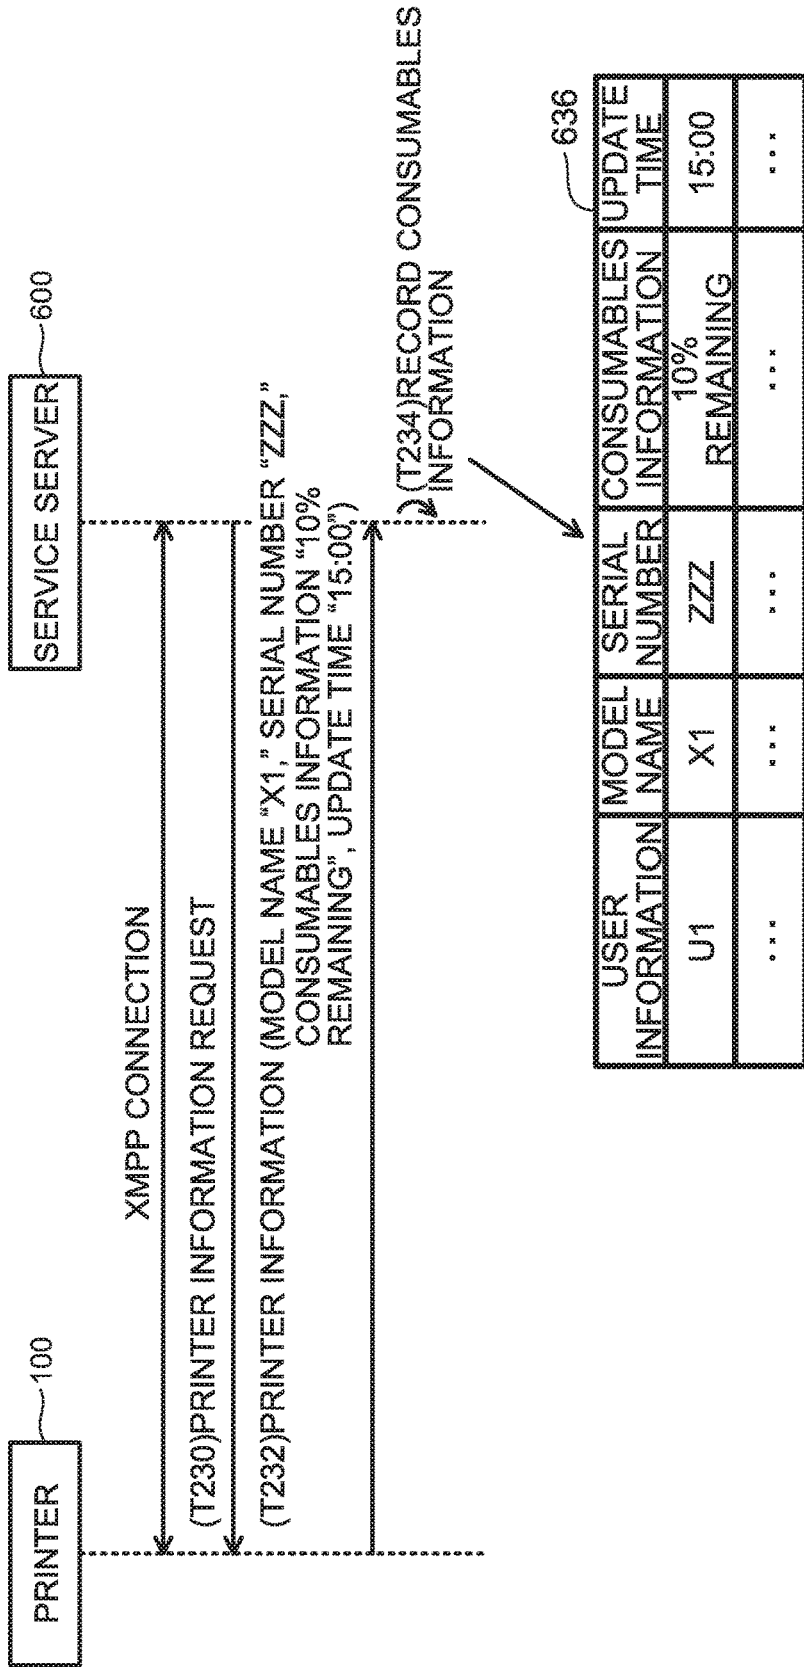 PRINTER
100
SERVICE SERVER
600
XMPP CONNECTION
(T230)PRINTER INFORMATION REQUEST
(T232)PRINTER INFORMATION (MODEL NAME “X1,” SERIAL NUMBER “ZZZ,”
CONSUMABLES INFORMATION “10%
REMAINING”, UPDATE TIME “15:00”)
(T234)RECORD CONSUMABLES
INFORMATION
636
USER
INFORMATION
MODEL
NAME
SERIAL
NUMBER
CONSUMABLES
INFORMATION
UPDATE
TIME
U1
X1
ZZZ
10%
REMAINING
15:00
...
...
...
...
...